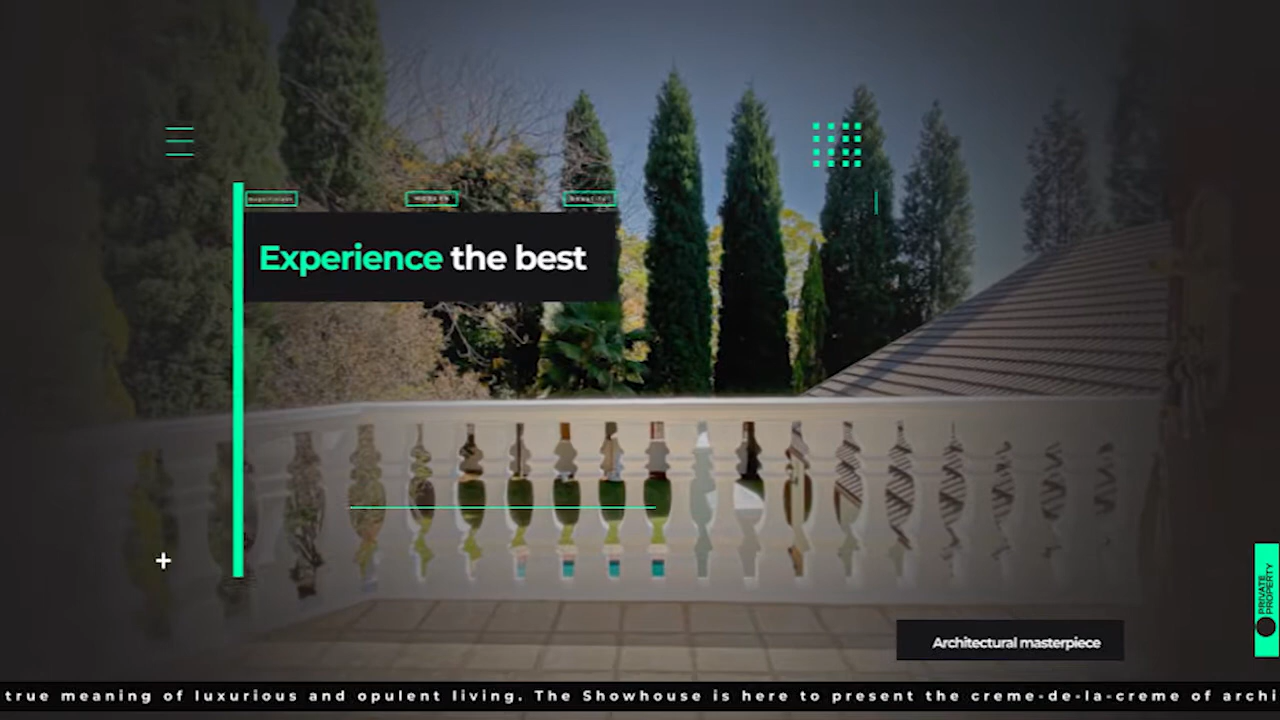 MODERN
Experience the best
PRIVATE
PROPERTY
Architectural masterpiece
true meaning of luxurious and opulent living. The Showhouse is here to present the creme-de-la-creme of archi